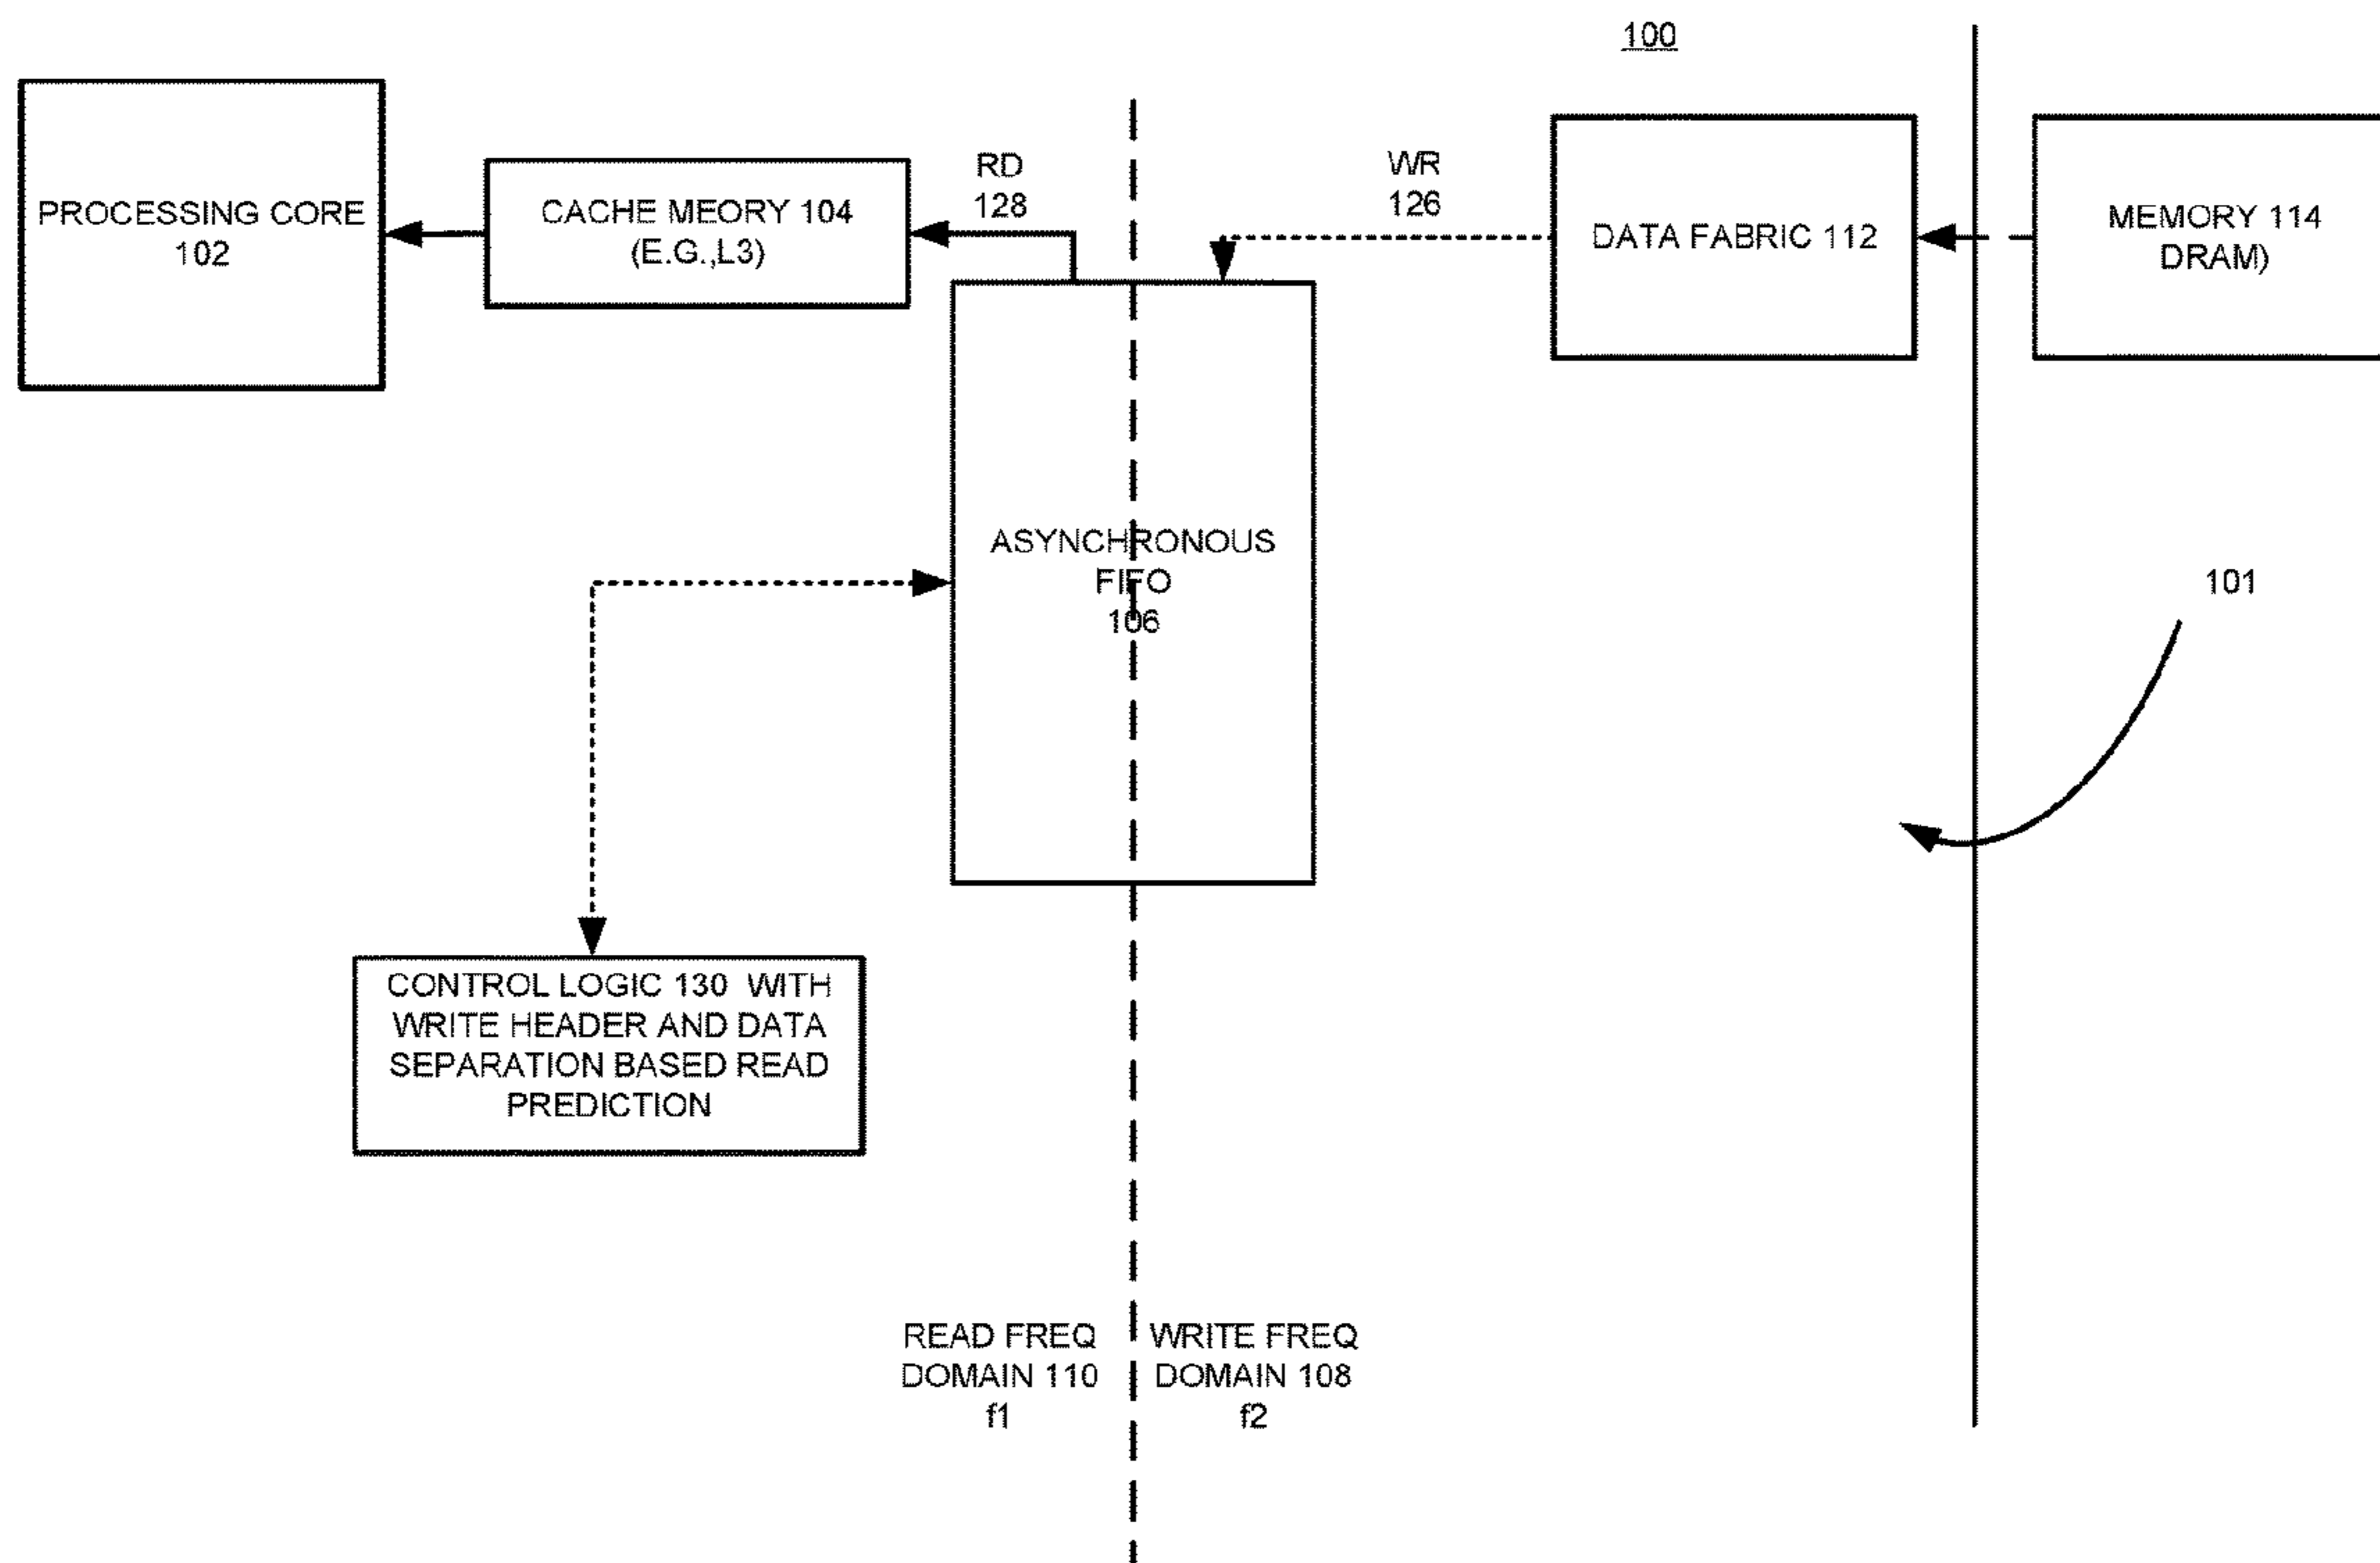 100
PROCESSING CORE
102
CACHE MEORY 104
(E.G.,L3)
RD
128
WR
126
DATA FABRIC 112
MEMORY 114
DRAM)
ASYNCHRONOUS
FIFO
106
101
CONTROL LOGIC 130 WITH
WRITE HEADER AND DATA
SEPARATION BASED READ
PREDICTION
READ FREQ
DOMAIN 110
f1
WRITE FREQ
DOMAIN 108
f2